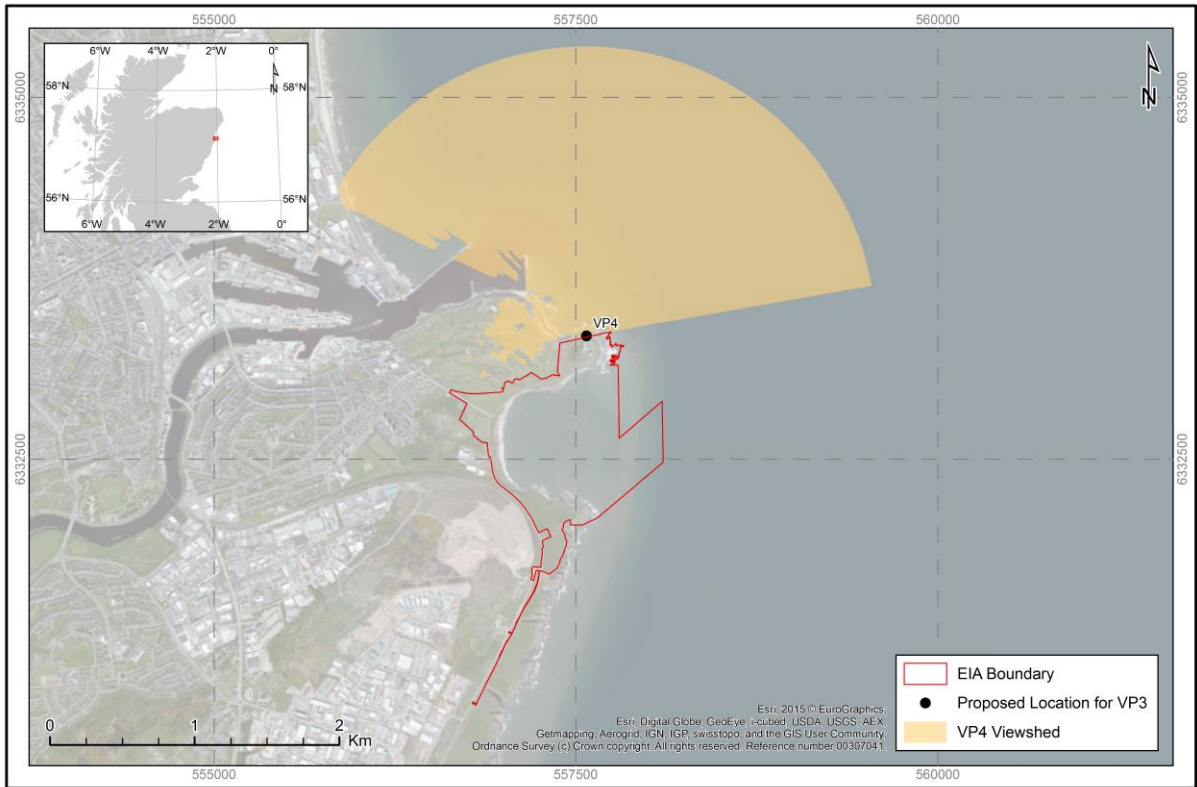 555000 557500 560000
6°W 4°W 2°W 0°
N
58°N 58°N
56°N 56°N
6°W 4°W 2°W 0°
N
6335000 6335000
VP4
6332500 6332500
0 1 2
Km
Esri, 2015 © EuroGraphics,
Esri, Digital Globe, GeoEye, i-cubed, USDA, USGS, AEX,
Getmapping, Aerogrid, IGN, IGP, swisstopo, and the GIS User Community,
Ordnance Survey (c) Crown copyright. All rights reserved. Reference number 00307041.
EIA Boundary
Proposed Location for VP3
VP4 Viewshed
555000 557500 560000